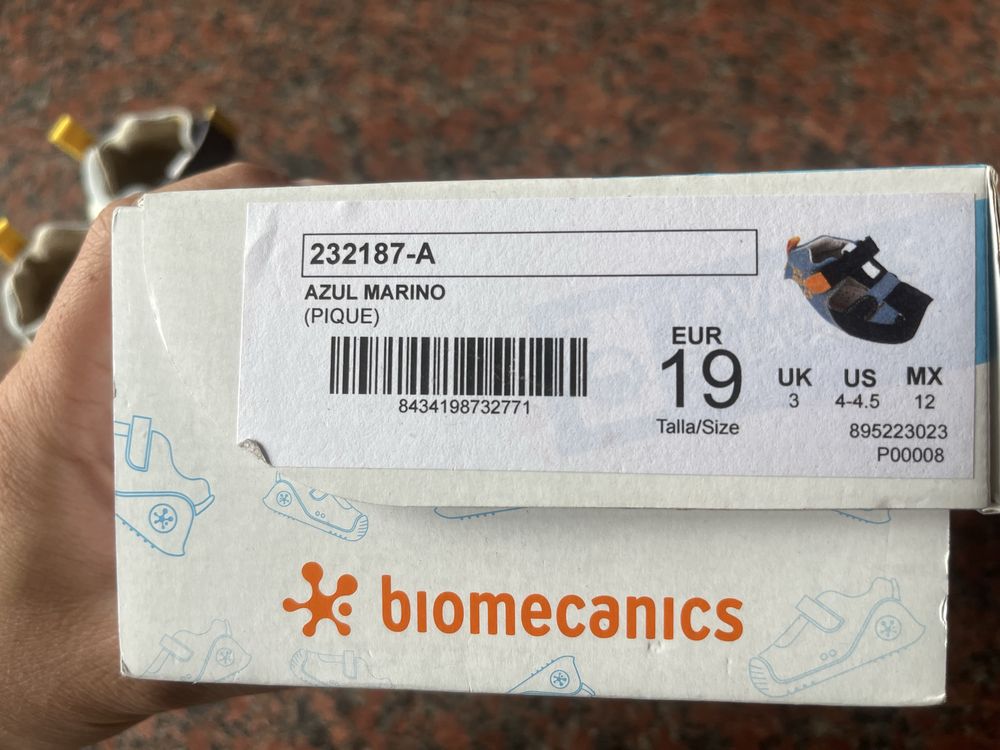 232187-A
AZUL MARINO
(PIQUE)
8434198732771
EUR
19
Talla/Size
UK US MX
3 4-4.5 12
895223023
P00008
biomecanics